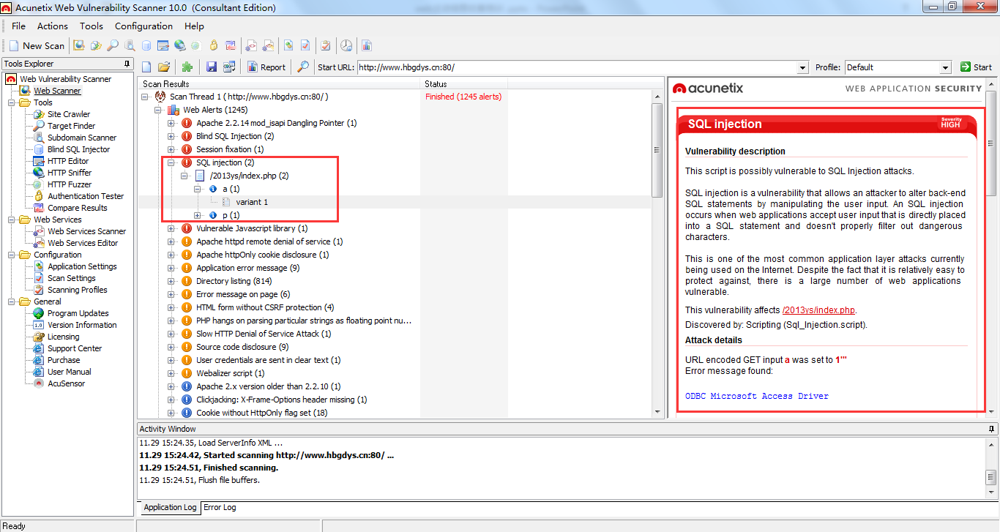 Acunetix Web Vulnerability Scanner 10.0 (Consultant Edition)
File Actions Tools Configuration Help
New Scan
Tools Explorer
Web Vulnerability Scanner
Web Scanner
Tools
Site Crawler
Target Finder
Subdomain Scanner
Blind SQL Injector
HTTP Editor
HTTP Sniffer
HTTP Fuzzer
Authentication Tester
Compare Results
Web Services
Web Services Scanner
Web Services Editor
Configuration
Application Settings
Scan Settings
Scanning Profiles
General
Program Updates
Version Information
Licensing
Support Center
Purchase
User Manual
AcuSensor
Report Start URL: http://www.hbgdys.cn:80/ Profile: Default Start
Scan Results Status
Scan Thread 1 ( http://www.hbgdys.cn:80/ ) Finished (1245 alerts)
Web Alerts (1245)
Apache 2.2.14 mod_isapi Dangling Pointer (1)
Blind SQL Injection (2)
Session fixation (1)
SQL injection (2)
/2013ys/index.php (2)
a (1)
variant 1
p (1)
Vulnerable Javascript library (1)
Apache httpd remote denial of service (1)
Apache httpOnly cookie disclosure (1)
Application error message (9)
Directory listing (814)
Error message on page (6)
HTML form without CSRF protection (4)
PHP hangs on parsing particular strings as floating point nu...
Slow HTTP Denial of Service Attack (1)
Source code disclosure (9)
User credentials are sent in clear text (1)
Webalizer script (1)
Apache 2.x version older than 2.2.10 (1)
Clickjacking: X-Frame-Options header missing (1)
Cookie without HttpOnly flag set (18)
acunetix WEB APPLICATION SECURITY
SQL injection
Severity
HIGH
Vulnerability description
This script is possibly vulnerable to SQL Injection attacks.
SQL injection is a vulnerability that allows an attacker to alter back-end
SQL statements by manipulating the user input. An SQL injection
occurs when web applications accept user input that is directly placed
into a SQL statement and doesn't properly filter out dangerous
characters.
This is one of the most common application layer attacks currently
being used on the Internet. Despite the fact that it is relatively easy to
protect against, there is a large number of web applications
vulnerable.
This vulnerability affects /2013ys/index.php.
Discovered by: Scripting (Sql_Injection.script).
Attack details
URL encoded GET input a was set to 1'"
Error message found:
ODBC Microsoft Access Driver
Activity Window
11.29 15:24.35, Load ServerInfo XML ...
11.29 15:24.42, Started scanning http://www.hbgdys.cn:80/ ...
11.29 15:24.51, Finished scanning.
11.29 15:24.51, Flush file buffers.
Application Log Error Log
Ready